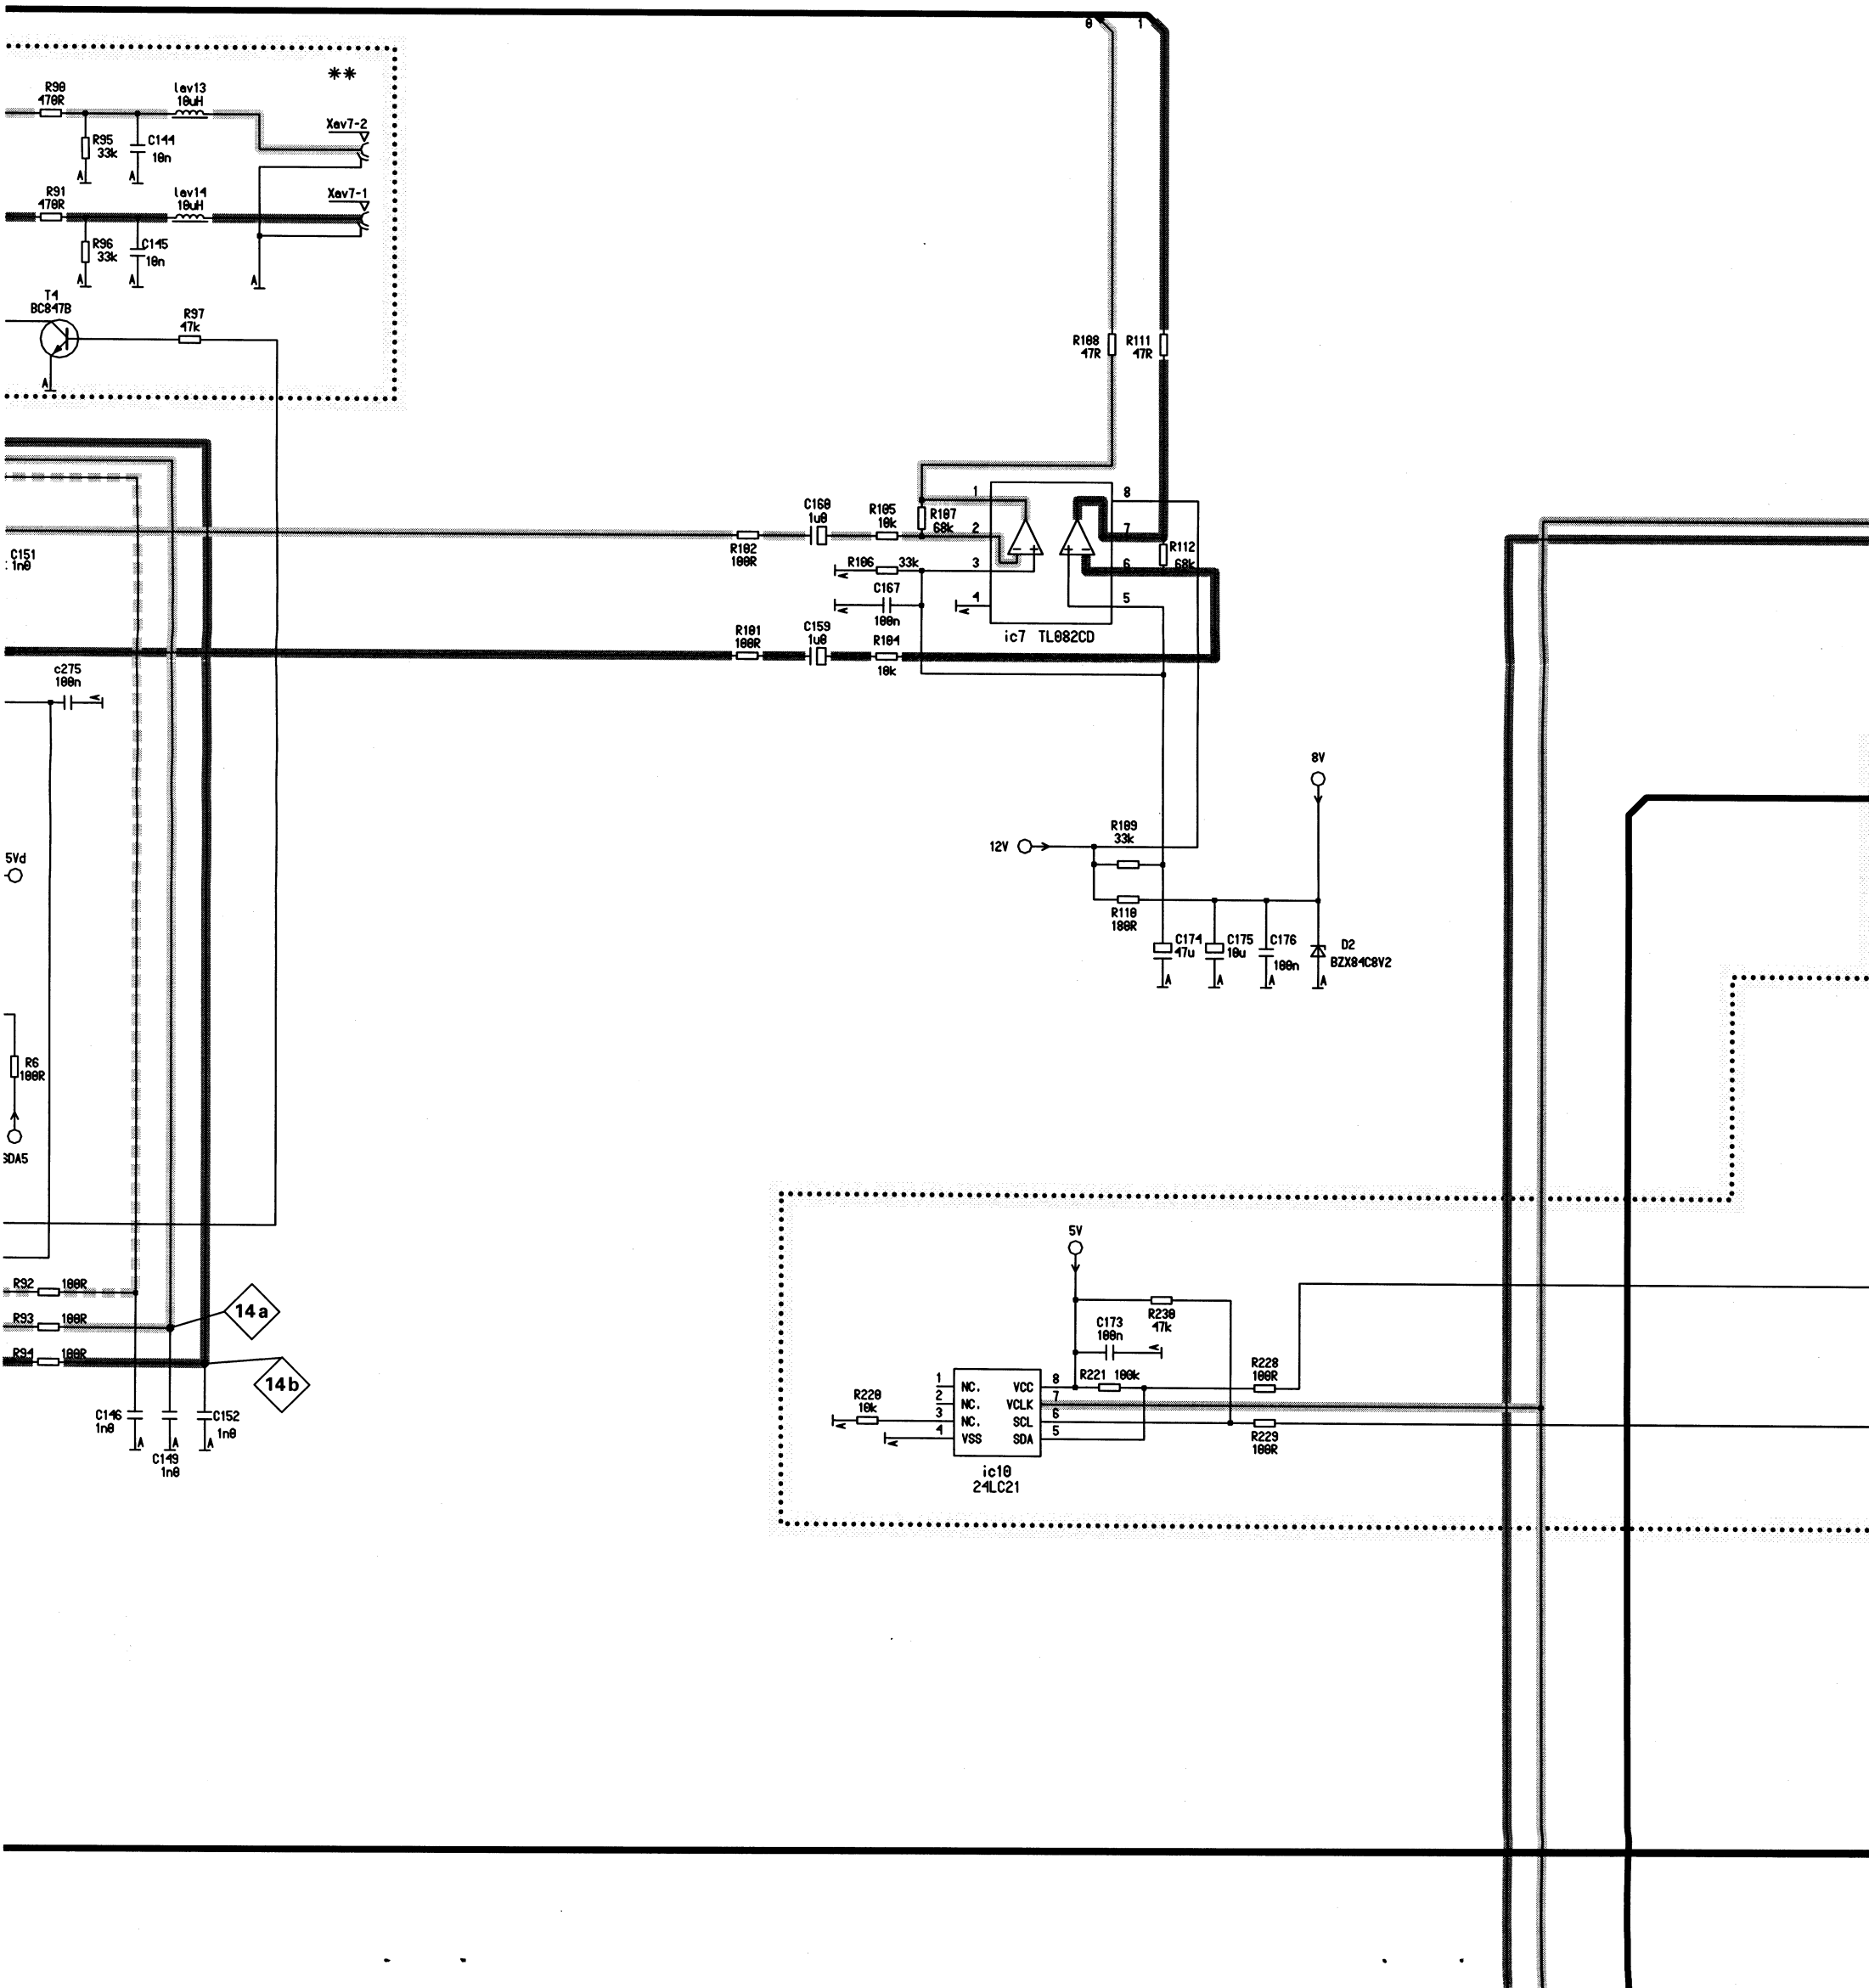 0 1
**
R90
470R
lav13
10uH
Xav7-2
R95
33k
C144
10n
A A
R91
470R
lav14
10uH
Xav7-1
R96
33k
C145
10n
A A A
T4
BC847B
R97
47k
A
R108
47R
R111
47R
C160
1u0
R105
10k
R107
68k
1 8
2 7
3 6
4 5
R102
100R
R112
68k
C151
1n0
A R106 33k
C167
100n
A
A
ic7 TL082CD
R101
100R
C159
1u0
R104
10k
c275
100n
A
8V
R109
33k
12V
5Vd
R110
100R
C174
47u
C175
10u
C176
100n
D2
BZX84C8V2
A A A A
R6
100R
SDA5
5V
R92 100R
R93 100R
R94 100R
14a
14b
R230
47k
C173
100n
A
R221 100k
R228
100R
R220
10k
A
A
1 NC. VCC 8
2 NC. VCLK 7
3 NC. SCL 6
4 VSS SDA 5
R229
100R
ic10
24LC21
C146
1n0
C152
1n0
A A A
C149
1n0